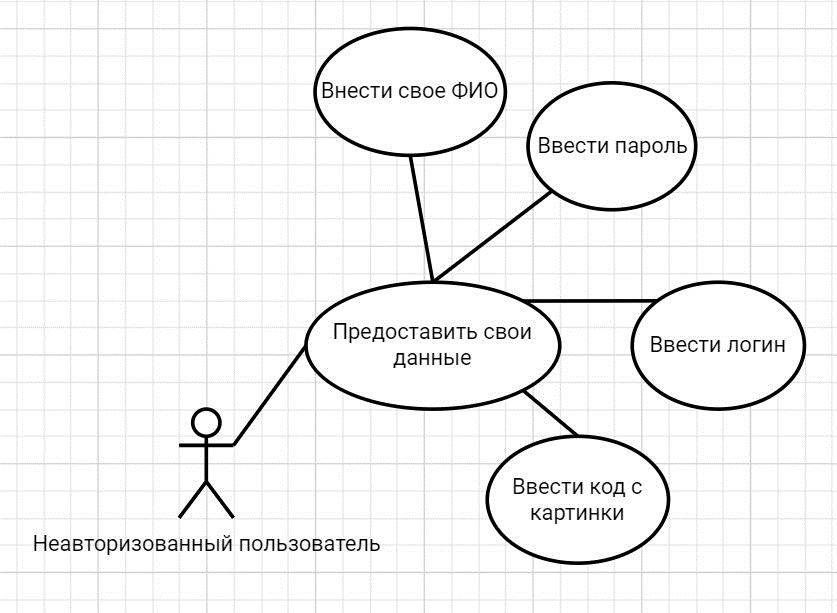 Внести свое ФИО
Ввести пароль
Предоставить свои
данные
Ввести логин
Ввести код с
картинки
Неавторизованный пользователь